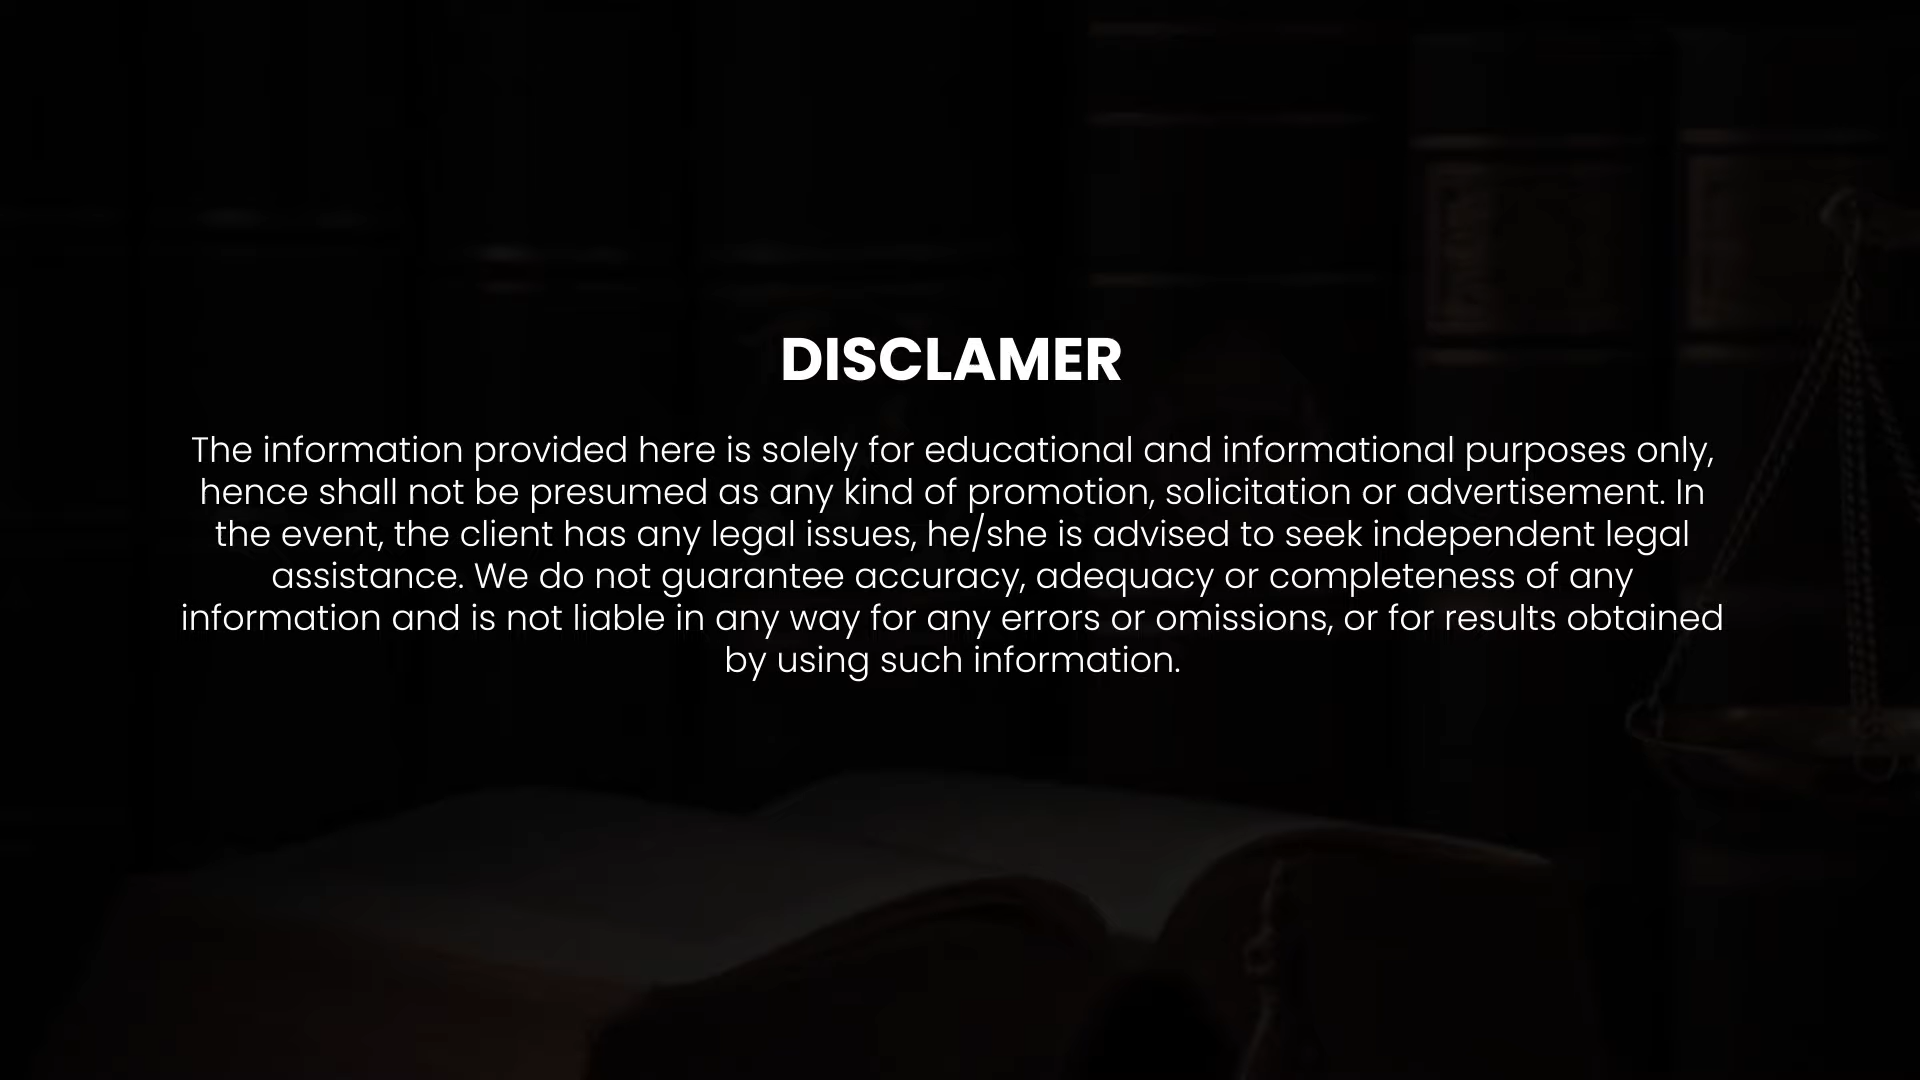 DISCLAMER
The information provided here is solely for educational and informational purposes only,
hence shall not be presumed as any kind of promotion, solicitation or advertisement. In
the event, the client has any legal issues, he/she is advised to seek independent legal
assistance. We do not guarantee accuracy, adequacy or completeness of any
information and is not liable in any way for any errors or omissions, or for results obtained
by using such information.